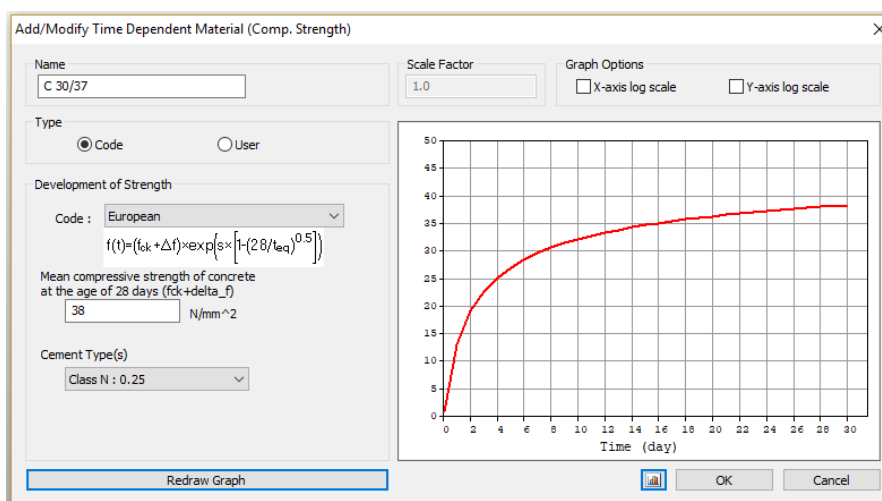 Add/Modify Time Dependent Material (Comp. Strength)
Name
C 30/37
Scale Factor
1.0
Graph Options
X-axis log scale
Y-axis log scale
Type
Code
User
Development of Strength
Code :
European
f(t)=(fck+Δf)×exp(s×[1-(28/teq)^0.5])
Mean compressive strength of concrete
at the age of 28 days (fck+delta_f)
38
N/mm^2
Cement Type(s)
Class N : 0.25
50
45
40
35
30
25
20
15
10
5
0
0 2 4 6 8 10 12 14 16 18 20 22 24 26 28 30
Time (day)
Redraw Graph
OK
Cancel